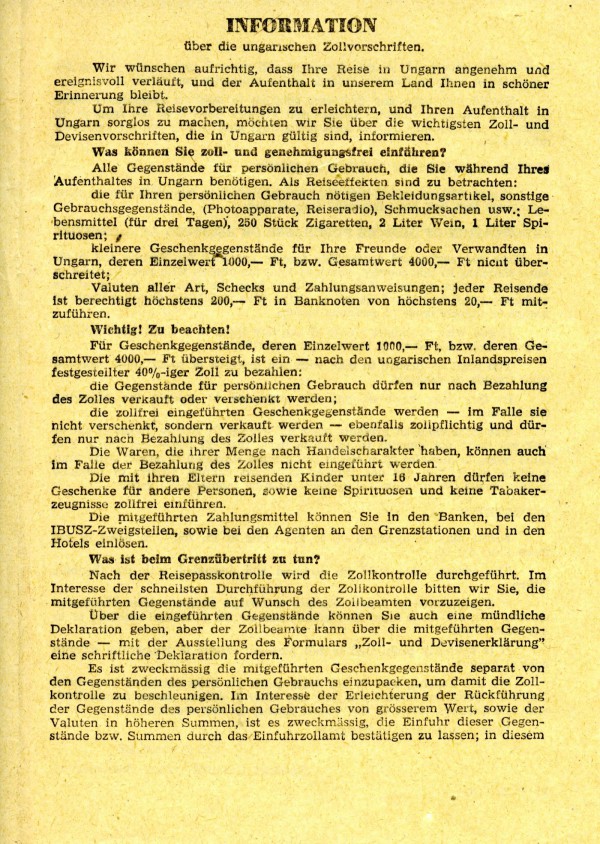 INFORMATION
über die ungarischen Zollvorschriften.
Wir wünschen aufrichtig, dass Ihre Reise in Ungarn angenehm und
ereignisvoll verläuft, und der Aufenthalt in unserem Land Ihnen in schöner
Erinnerung bleibt.
Um Ihre Reisevorbereitungen zu erleichtern, und Ihren Aufenthalt in
Ungarn sorglos zu machen, möchten wir Sie über die wichtigsten Zoll- und
Devisenvorschriften, die in Ungarn gültig sind, informieren.
Was können Sie zoll- und genehmigungsfrei einführen?
Alle Gegenstände für persönlichen Gebrauch, die Sie während Ihres
Aufenthaltes in Ungarn benötigen. Als Reiseeffekten sind zu betrachten:
die für Ihren persönlichen Gebrauch nötigen Bekleidungsartikel, sonstige
Gebrauchsgegenstände, (Photoapparate, Reiseradio), Schmucksachen usw.: Le-
bensmittel (für drei Tagen), 250 Stück Zigaretten, 2 Liter Wein, 1 Liter Spi-
rituosen;
kleinere Geschenkgegenstände für Ihre Freunde oder Verwandten in
Ungarn, deren Einzelwert 1000,— Ft, bzw. Gesamtwert 4000,— Ft nicht über-
schreitet;
Valuten aller Art, Schecks und Zahlungsanweisungen; jeder Reisende
ist berechtigt höchstens 200,— Ft in Banknoten von höchstens 20,— Ft mit-
zuführen.
Wichtig! Zu beachten!
Für Geschenkgegenstände, deren Einzelwert 1000,— Ft, bzw. deren Ge-
samtwert 4000,— Ft übersteigt, ist ein — nach den ungarischen Inlandspreisen
festgestellter 40%-iger Zoll zu bezahlen:
die Gegenstände für persönlichen Gebrauch dürfen nur nach Bezahlung
des Zolles verkauft oder verschenkt werden;
die zollfrei eingeführten Geschenkgegenstände werden — im Falle sie
nicht verschenkt, sondern verkauft werden — ebenfalls zollpflichtig und dür-
fen nur nach Bezahlung des Zolles verkauft werden.
Die Waren, die ihrer Menge nach Handelscharakter haben, können auch
im Falle der Bezahlung des Zolles nicht eingeführt werden
Die mit ihren Eltern reisenden Kinder unter 16 Jahren dürfen keine
Geschenke für andere Personen, sowie keine Spirituosen und keine Tabaker-
zeugnisse zollfrei einführen.
Die mitgeführten Zahlungsmittel können Sie in den Banken, bei den
IBUSZ-Zweigstellen, sowie bei den Agenten an den Grenzstationen und in den
Hotels einlösen.
Was ist beim Grenzübertritt zu tun?
Nach der Reisepasskontrolle wird die Zollkontrolle durchgeführt. Im
Interesse der schnellsten Durchführung der Zollkontrolle bitten wir Sie, die
mitgeführten Gegenstände auf Wunsch des Zollbeamten vorzuzeigen.
Über die eingeführten Gegenstände können Sie auch eine mündliche
Deklaration geben, aber der Zollbeamte kann über die mitgeführten Gegen-
stände — mit der Ausstellung des Formulars „Zoll- und Devisenerklärung”
eine schriftliche Deklaration fordern.
Es ist zweckmässig die mitgeführten Geschenkgegenstände separat von
den Gegenständen des persönlichen Gebrauchs einzupacken, um damit die Zoll-
kontrolle zu beschleunigen. Im Interesse der Erleichterung der Rückführung
der Gegenstände des persönlichen Gebrauches von grösserem Wert, sowie der
Valuten in höheren Summen, ist es zweckmässig, die Einfuhr dieser Gegen-
stände bzw. Summen durch das Einfuhrzollamt bestätigen zu lassen; in diesem